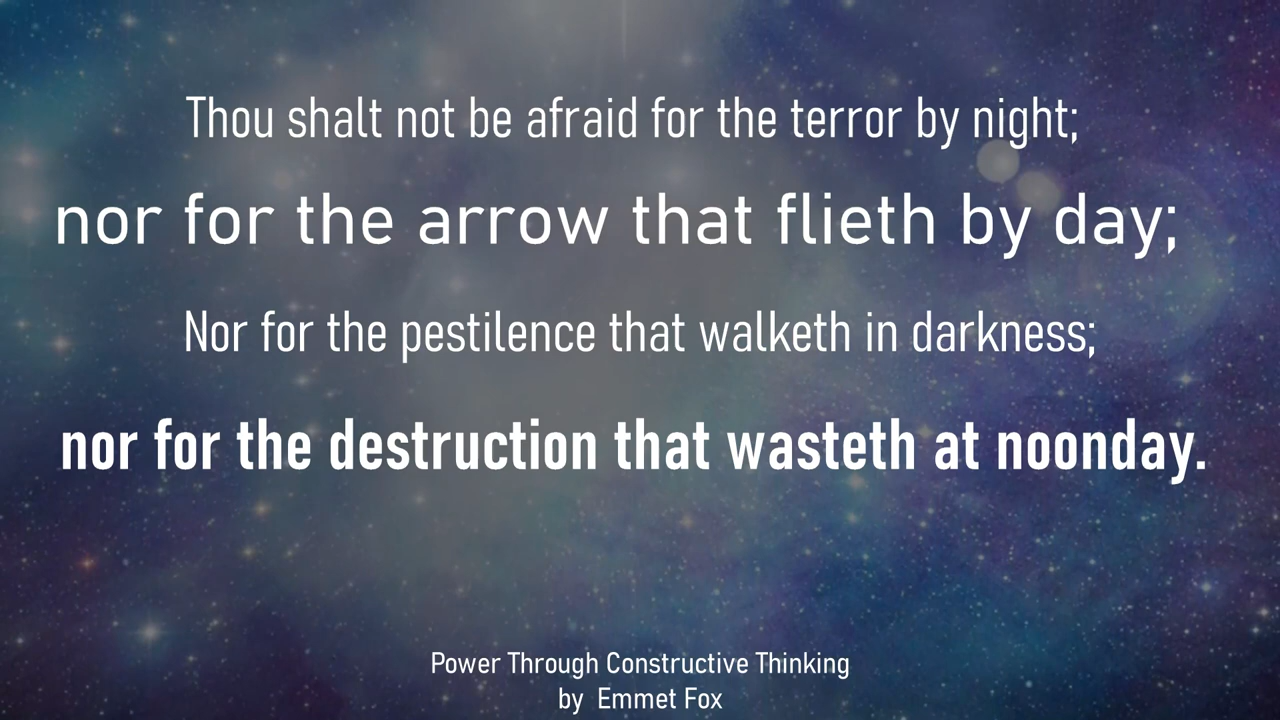 Thou shalt not be afraid for the terror by night;
nor for the arrow that flieth by day;
Nor for the pestilence that walketh in darkness;
nor for the destruction that wasteth at noonday.
Power Through Constructive Thinking
by Emmet Fox